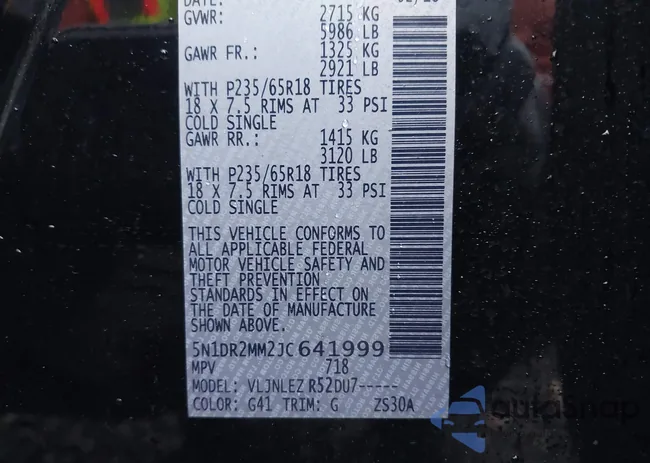 DATE:
GVWR: 2715 KG
5986 LB
GAWR FR.: 1325 KG
2921 LB
WITH P235/65R18 TIRES
18 X 7.5 RIMS AT 33 PSI
COLD SINGLE
GAWR RR.: 1415 KG
3120 LB
WITH P235/65R18 TIRES
18 X 7.5 RIMS AT 33 PSI
COLD SINGLE
THIS VEHICLE CONFORMS TO
ALL APPLICABLE FEDERAL
MOTOR VEHICLE SAFETY AND
THEFT PREVENTION
STANDARDS IN EFFECT ON
THE DATE OF MANUFACTURE
SHOWN ABOVE.
5N1DR2MM2JC641999
MPV 718
MODEL: VLJNLEZ R52DU7-----
COLOR: G41 TRIM: G ZS30A
autosnap